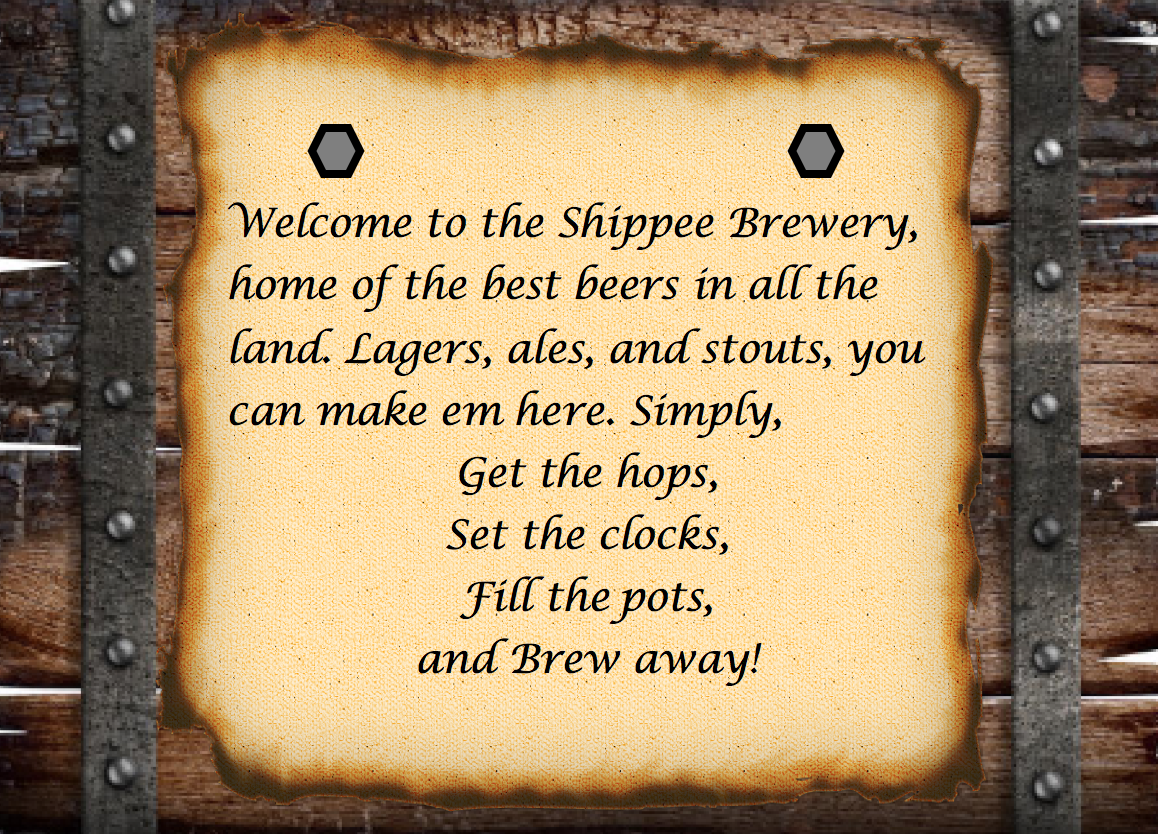 Welcome to the Shippee Brewery,
home of the best beers in all the
land. Lagers, ales, and stouts, you
can make em here. Simply,
Get the hops,
Set the clocks,
Fill the pots,
and Brew away!